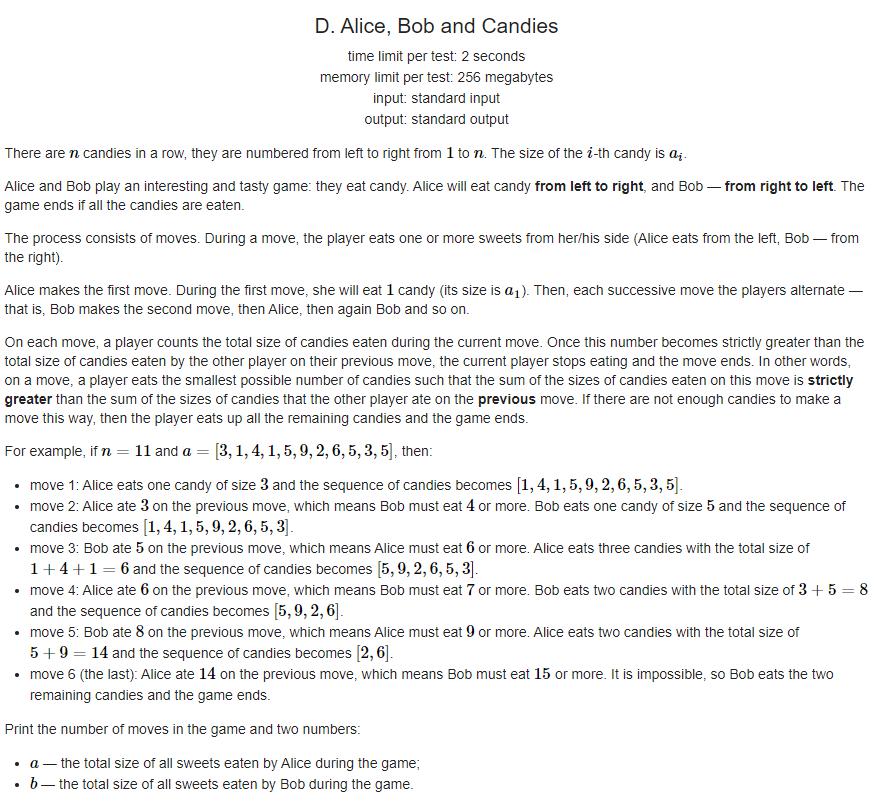 D. Alice, Bob and Candies
time limit per test: 2 seconds
memory limit per test: 256 megabytes
input: standard input
output: standard output
There are n candies in a row, they are numbered from left to right from 1 to n. The size of the i-th candy is a_i.
Alice and Bob play an interesting and tasty game: they eat candy. Alice will eat candy from left to right, and Bob — from right to left. The
game ends if all the candies are eaten.
The process consists of moves. During a move, the player eats one or more sweets from her/his side (Alice eats from the left, Bob — from
the right).
Alice makes the first move. During the first move, she will eat 1 candy (its size is a_1). Then, each successive move the players alternate —
that is, Bob makes the second move, then Alice, then again Bob and so on.
On each move, a player counts the total size of candies eaten during the current move. Once this number becomes strictly greater than the
total size of candies eaten by the other player on their previous move, the current player stops eating and the move ends. In other words,
on a move, a player eats the smallest possible number of candies such that the sum of the sizes of candies eaten on this move is strictly
greater than the sum of the sizes of candies that the other player ate on the previous move. If there are not enough candies to make a
move this way, then the player eats up all the remaining candies and the game ends.
For example, if n = 11 and a = [3, 1, 4, 1, 5, 9, 2, 6, 5, 3, 5], then:
• move 1: Alice eats one candy of size 3 and the sequence of candies becomes [1, 4, 1, 5, 9, 2, 6, 5, 3, 5].
• move 2: Alice ate 3 on the previous move, which means Bob must eat 4 or more. Bob eats one candy of size 5 and the sequence of
candies becomes [1, 4, 1, 5, 9, 2, 6, 5, 3].
• move 3: Bob ate 5 on the previous move, which means Alice must eat 6 or more. Alice eats three candies with the total size of
1 + 4 + 1 = 6 and the sequence of candies becomes [5, 9, 2, 6, 5, 3].
• move 4: Alice ate 6 on the previous move, which means Bob must eat 7 or more. Bob eats two candies with the total size of 3 + 5 = 8
and the sequence of candies becomes [5, 9, 2, 6].
• move 5: Bob ate 8 on the previous move, which means Alice must eat 9 or more. Alice eats two candies with the total size of
5 + 9 = 14 and the sequence of candies becomes [2, 6].
• move 6 (the last): Alice ate 14 on the previous move, which means Bob must eat 15 or more. It is impossible, so Bob eats the two
remaining candies and the game ends.
Print the number of moves in the game and two numbers:
• a — the total size of all sweets eaten by Alice during the game;
• b — the total size of all sweets eaten by Bob during the game.